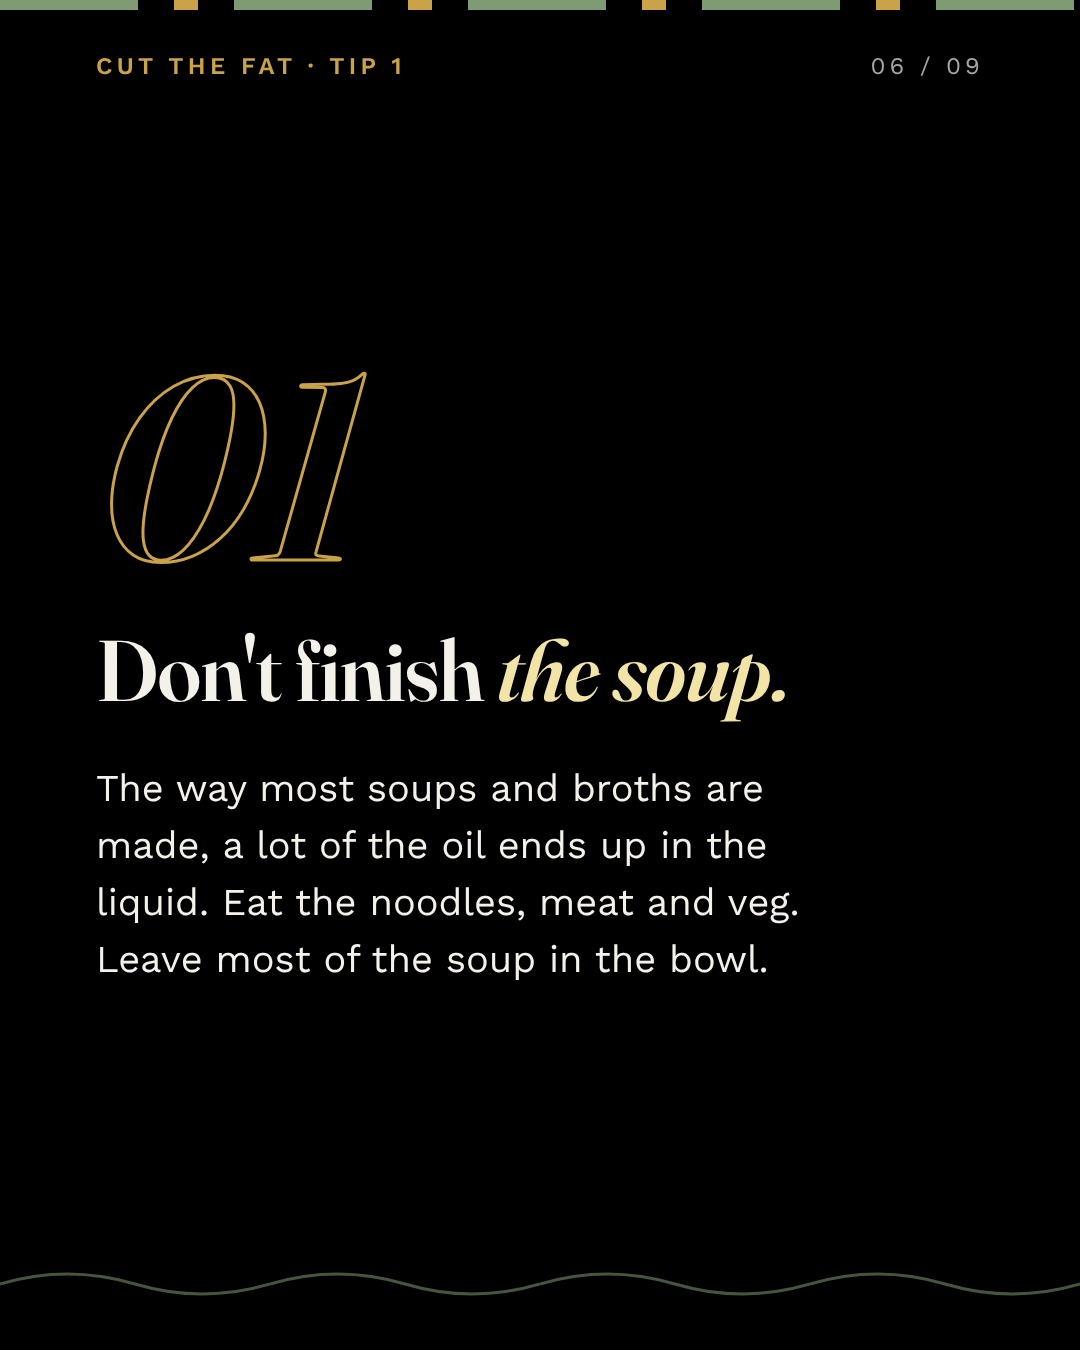 CUT THE FAT · TIP 1
06 / 09
01
Don't finish the soup.
The way most soups and broths are
made, a lot of the oil ends up in the
liquid. Eat the noodles, meat and veg.
Leave most of the soup in the bowl.